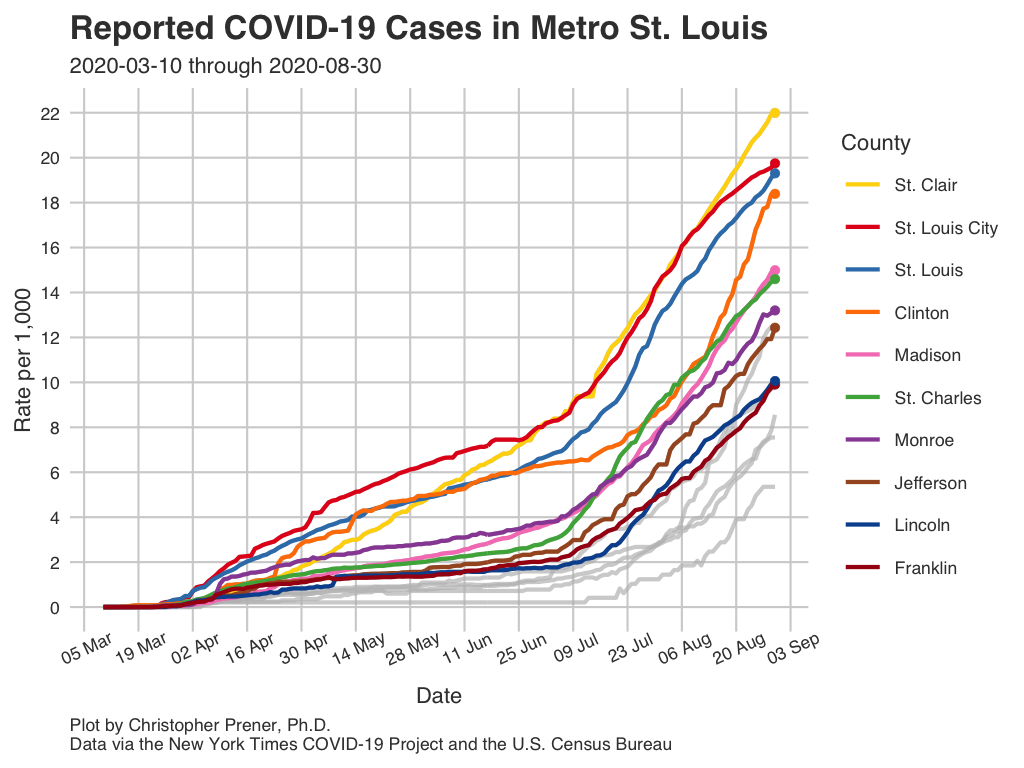 Reported COVID-19 Cases in Metro St. Louis
2020-03-10 through 2020-08-30
22
20
18
16
14
12
10
8
6
4
2
0
Rate per 1,000
05 Mar
19 Mar
02 Apr
16 Apr
30 Apr
14 May
28 May
11 Jun
25 Jun
09 Jul
23 Jul
06 Aug
20 Aug
03 Sep
Date
County
St. Clair
St. Louis City
St. Louis
Clinton
Madison
St. Charles
Monroe
Jefferson
Lincoln
Franklin
Plot by Christopher Prener, Ph.D.
Data via the New York Times COVID-19 Project and the U.S. Census Bureau